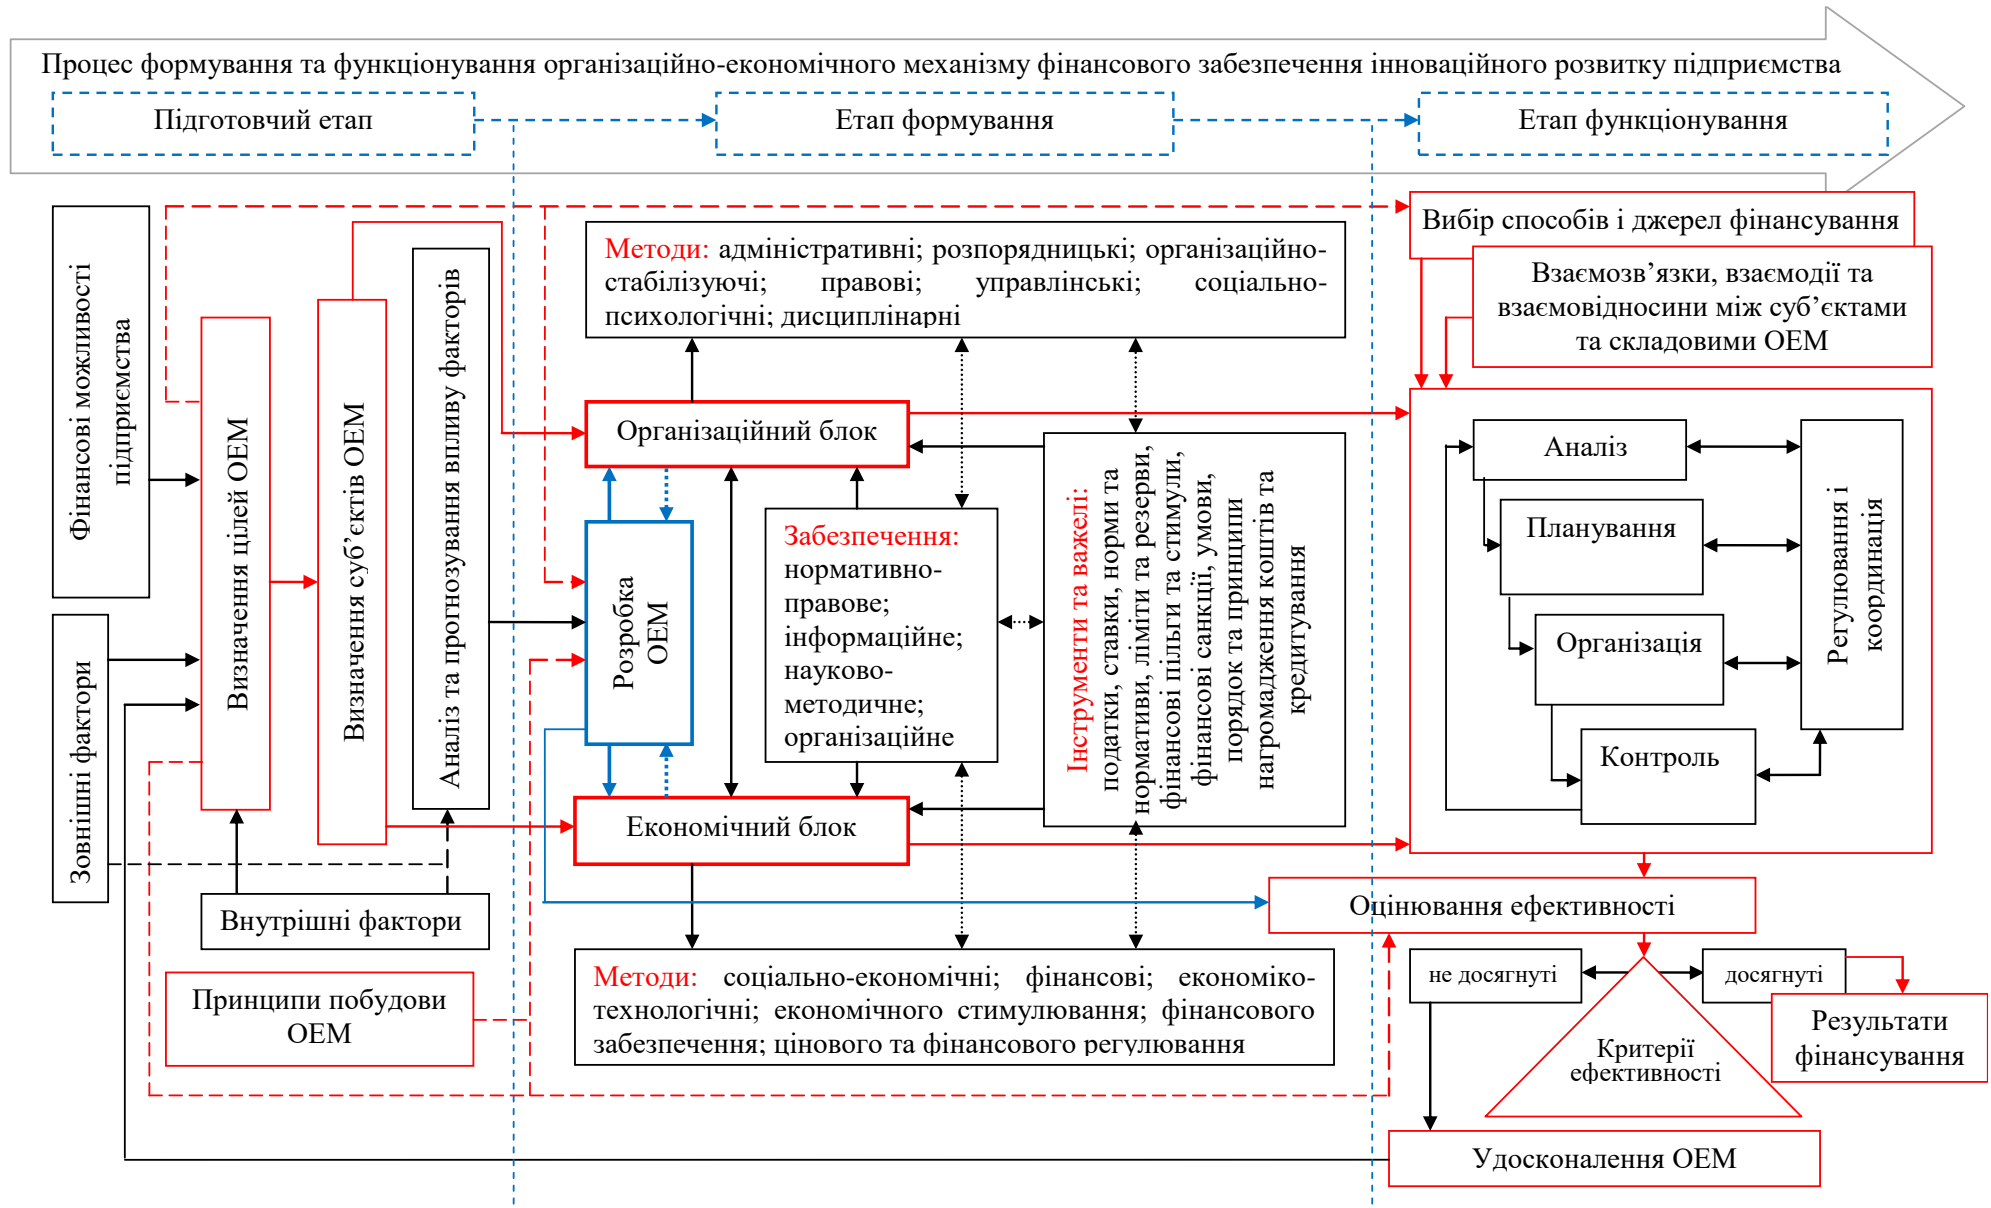 Процес формування та функціонування організаційно-економічного механізму фінансового забезпечення інноваційного розвитку підприємства
Підготовчий етап
Етап формування
Етап функціонування
Фінансові можливості
підприємства
Зовнішні фактори
Визначення цілей ОЕМ
Визначення суб’єктів ОЕМ
Аналіз та прогнозування впливу факторів
Внутрішні фактори
Принципи побудови
ОЕМ
Методи: адміністративні; розпорядницькі; організаційно-
стабілізуючі; правові; управлінські; соціально-
психологічні; дисциплінарні
Організаційний блок
Розробка
ОЕМ
Забезпечення:
нормативно-
правове;
інформаційне;
науково-
методичне;
організаційне
Інструменти та важелі:
податки, ставки, норми та
нормативи, ліміти та резерви,
фінансові пільги та стимули,
фінансові санкції, умови,
порядок та принципи
нагромадження коштів та
кредитування
Економічний блок
Методи: соціально-економічні; фінансові; економіко-
технологічні; економічного стимулювання; фінансового
забезпечення; цінового та фінансового регулювання
Вибір способів і джерел фінансування
Взаємозв’язки, взаємодії та
взаємовідносини між суб’єктами
та складовими ОЕМ
Аналіз
Планування
Організація
Контроль
Регулювання і
координація
Оцінювання ефективності
не досягнуті
досягнуті
Критерії
ефективності
Результати
фінансування
Удосконалення ОЕМ